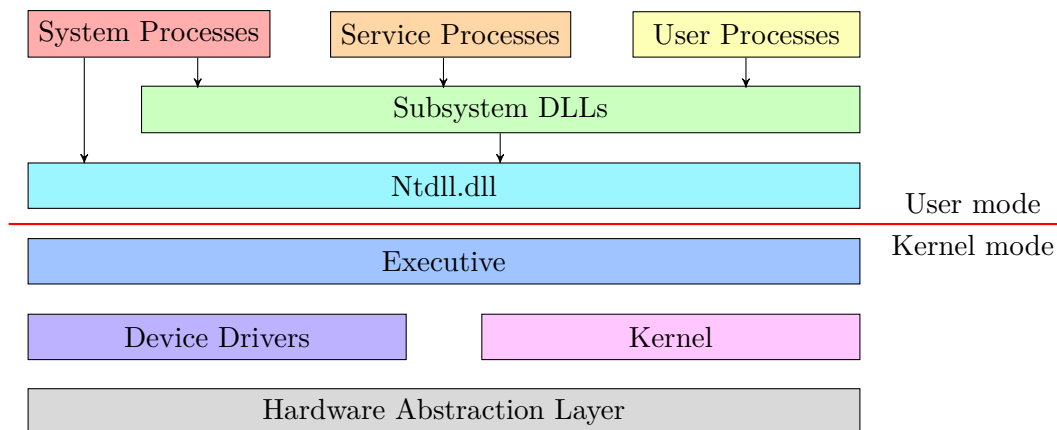 System Processes
Service Processes
User Processes
Subsystem DLLs
Ntdll.dll
User mode
Kernel mode
Executive
Device Drivers
Kernel
Hardware Abstraction Layer